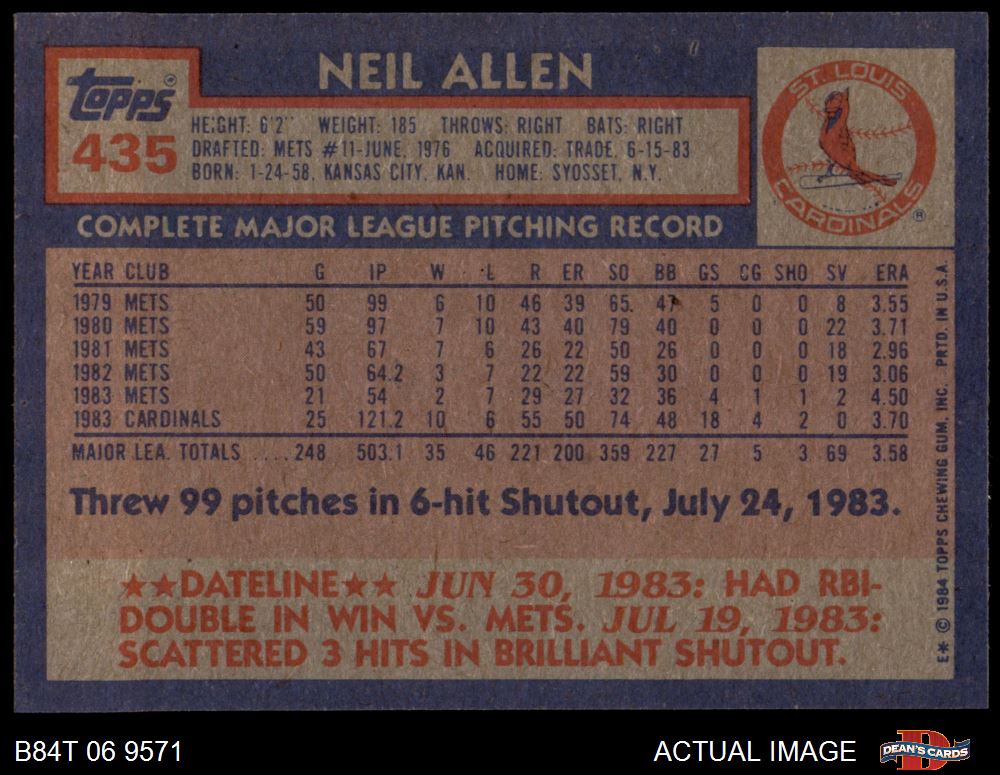 NEIL ALLEN
Topps®
435
HEIGHT: 6'2" WEIGHT: 185 THROWS: RIGHT BATS: RIGHT
DRAFTED: METS #11-JUNE, 1976 ACQUIRED: TRADE, 6-15-83
BORN: 1-24-58, KANSAS CITY, KAN. HOME: SYOSSET, N.Y.
ST. LOUIS
CARDINALS
®
COMPLETE MAJOR LEAGUE PITCHING RECORD
YEAR CLUB G IP W L R ER SO BB GS CG SHO SV ERA
1979 METS 50 99 6 10 46 39 65 47 5 0 0 8 3.55
1980 METS 59 97 7 10 43 40 79 40 0 0 0 22 3.71
1981 METS 43 67 7 6 26 22 50 26 0 0 0 18 2.96
1982 METS 50 64.2 3 7 22 22 59 30 0 0 0 19 3.06
1983 METS 21 54 2 7 29 27 32 36 4 1 1 2 4.50
1983 CARDINALS 25 121.2 10 6 55 50 74 48 18 4 2 0 3.70
MAJOR LEA. TOTALS ....248 503.1 35 46 221 200 359 227 27 5 3 69 3.58
Threw 99 pitches in 6-hit Shutout, July 24, 1983.
★★DATELINE★★ JUN 30, 1983: HAD RBI-
DOUBLE IN WIN VS. METS. JUL 19, 1983:
SCATTERED 3 HITS IN BRILLIANT SHUTOUT.
E* © 1984 TOPPS CHEWING GUM, INC. PRTD. IN U.S.A.
B84T 06 9571
ACTUAL IMAGE
D
DEAN'S CARDS